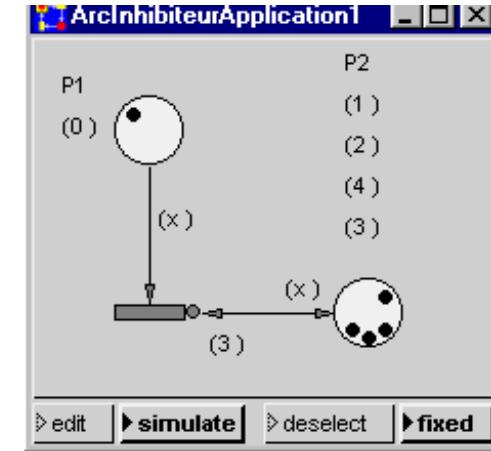 ArcInhibiteurApplication1
P2
P1
(1 )
(0 )
(2 )
(4 )
(x )
(3 )
(x )
(3 )
edit simulate deselect fixed